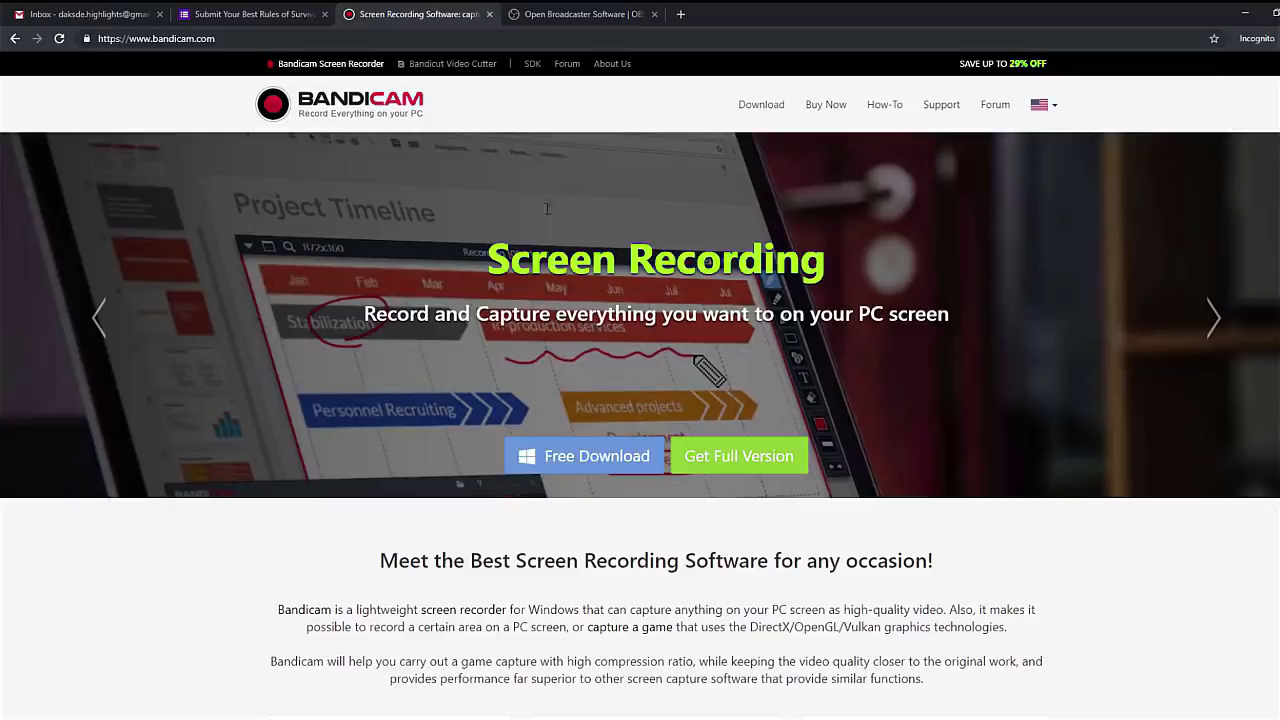 Inbox - daksde.highlights@gmai
Submit Your Best Rules of Surviv
Screen Recording Software: capt
Open Broadcaster Software | OB
https://www.bandicam.com
Incognito
Bandicam Screen Recorder
Bandicut Video Cutter
SDK
Forum
About Us
SAVE UP TO 29% OFF
BANDICAM
Record Everything on your PC
Download
Buy Now
How-To
Support
Forum
Project Timeline
1172x100
Jan Feb Mar Apr May Jun Jul Jul
Screen Recording
Stabilization
Record and Capture everything you want to on your PC screen
In production services
Personnel Recruiting
Advanced projects
Free Download
Get Full Version
Meet the Best Screen Recording Software for any occasion!
Bandicam is a lightweight screen recorder for Windows that can capture anything on your PC screen as high-quality video. Also, it makes it
possible to record a certain area on a PC screen, or capture a game that uses the DirectX/OpenGL/Vulkan graphics technologies.
Bandicam will help you carry out a game capture with high compression ratio, while keeping the video quality closer to the original work, and
provides performance far superior to other screen capture software that provide similar functions.